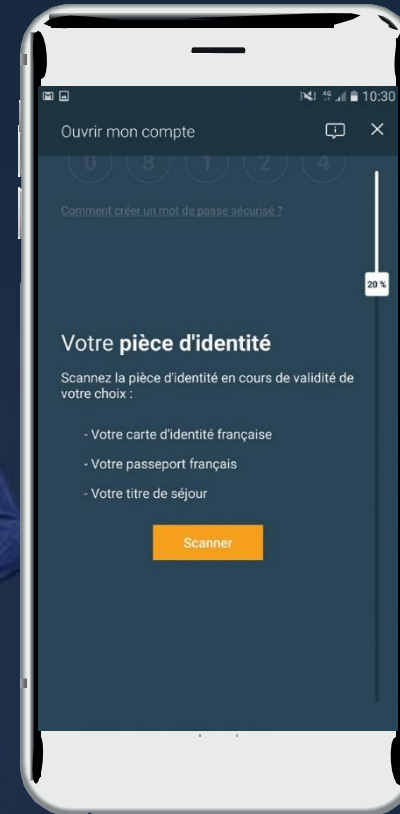 4G 10:30
Ouvrir mon compte
0 8 1 2 4
Comment créer un mot de passe sécurisé ?
20 %
Votre pièce d'identité
Scannez la pièce d'identité en cours de validité de
votre choix :
- Votre carte d'identité française
- Votre passeport français
- Votre titre de séjour
Scanner